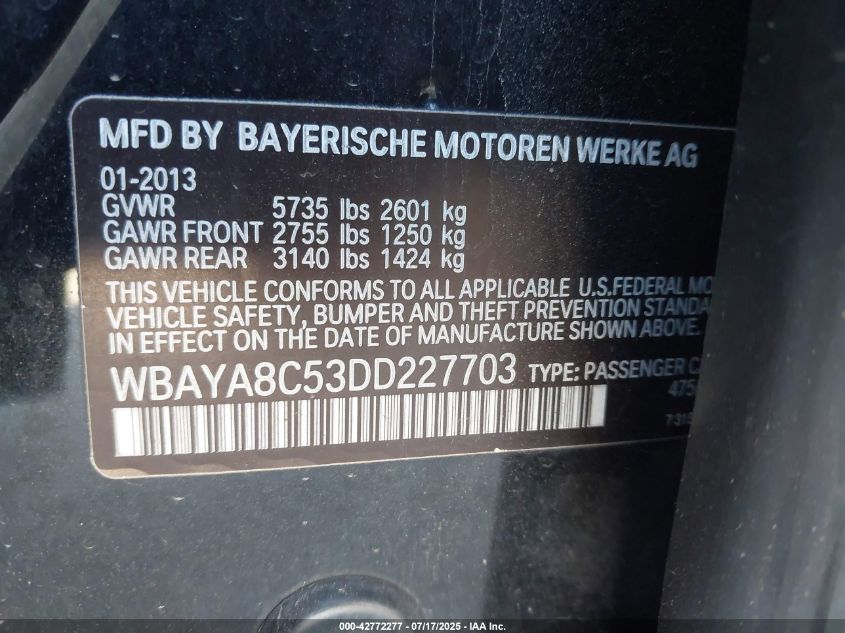 MFD BY BAYERISCHE MOTOREN WERKE AG
01-2013
GVWR 5735 lbs 2601 kg
GAWR FRONT 2755 lbs 1250 kg
GAWR REAR 3140 lbs 1424 kg
THIS VEHICLE CONFORMS TO ALL APPLICABLE U.S.FEDERAL
VEHICLE SAFETY, BUMPER AND THEFT PREVENTION
IN EFFECT ON THE DATE OF MANUFACTURE SHOWN ABOVE.
WBAYA8C53DD227703 TYPE: PASSENGER
000-42772277 - 07/17/2025 - IAA Inc.